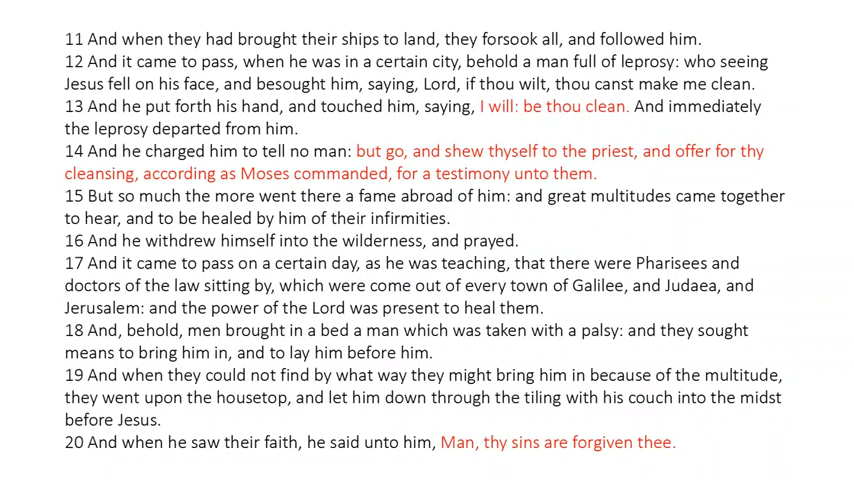 11 And when they had brought their ships to land, they forsook all, and followed him.
12 And it came to pass, when he was in a certain city, behold a man full of leprosy: who seeing
Jesus fell on his face, and besought him, saying, Lord, if thou wilt, thou canst make me clean.
13 And he put forth his hand, and touched him, saying, I will: be thou clean. And immediately
the leprosy departed from him.
14 And he charged him to tell no man: but go, and shew thyself to the priest, and offer for thy
cleansing, according as Moses commanded, for a testimony unto them.
15 But so much the more went there a fame abroad of him: and great multitudes came together
to hear, and to be healed by him of their infirmities.
16 And he withdrew himself into the wilderness, and prayed.
17 And it came to pass on a certain day, as he was teaching, that there were Pharisees and
doctors of the law sitting by, which were come out of every town of Galilee, and Judaea, and
Jerusalem: and the power of the Lord was present to heal them.
18 And, behold, men brought in a bed a man which was taken with a palsy: and they sought
means to bring him in, and to lay him before him.
19 And when they could not find by what way they might bring him in because of the multitude,
they went upon the housetop, and let him down through the tiling with his couch into the midst
before Jesus.
20 And when he saw their faith, he said unto him, Man, thy sins are forgiven thee.